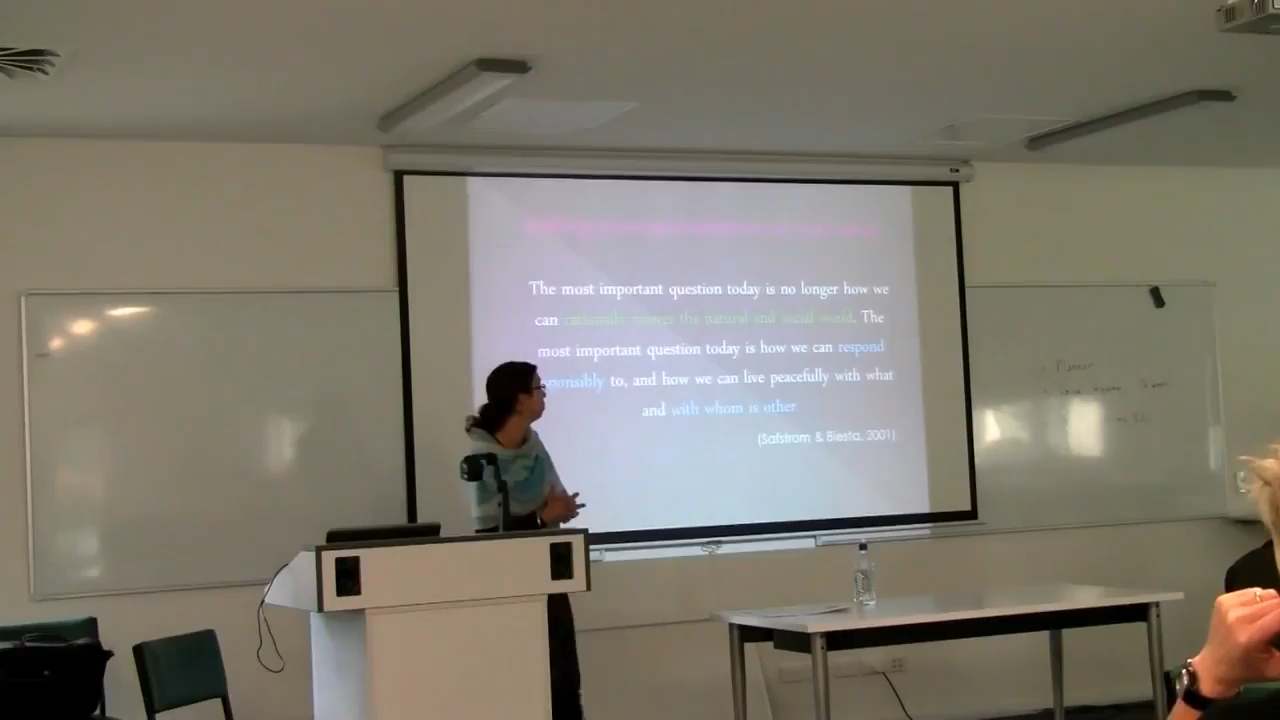 The most important question today is no longer how we
can rationally master the natural and social world. The
most important question today is how we can respond
ponsibly to, and how we can live peacefully with what
and with whom is other
(Safstrom & Biesta, 2001)